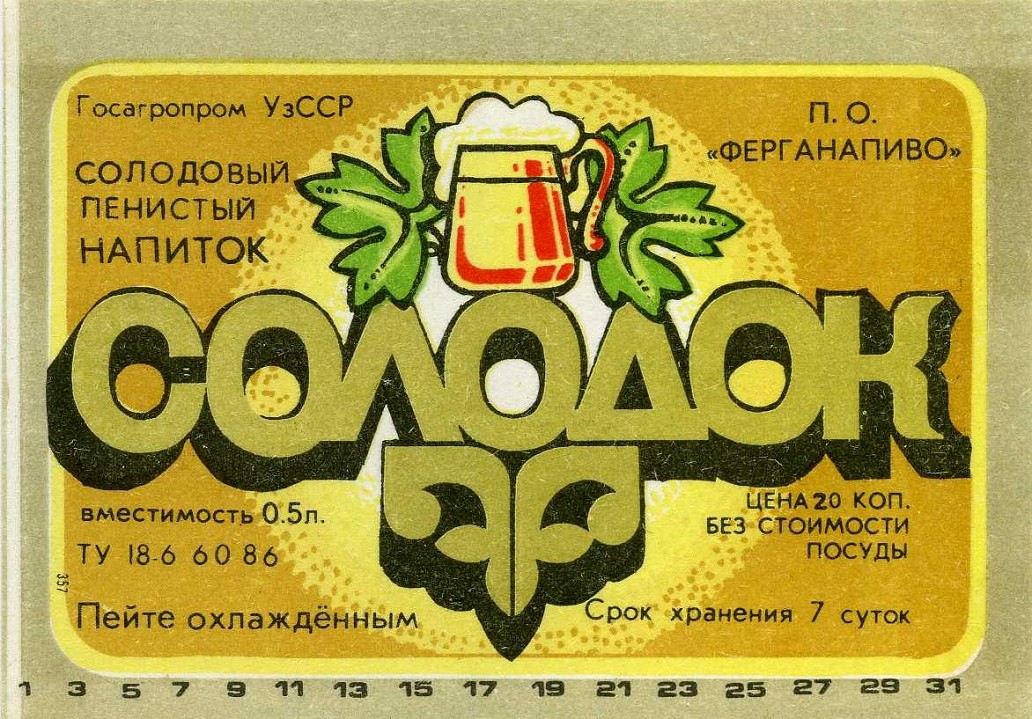 Госагропром УзССР
П. О.
«ФЕРГАНАПИВО»
СОЛОДОВЫЙ
ПЕНИСТЫЙ
НАПИТОК
СОЛОДОК
вместимость 0.5л.
ТУ 18-6 60 86
ЦЕНА 20 КОП.
БЕЗ СТОИМОСТИ
ПОСУДЫ
357
Пейте охлаждённым
Срок хранения 7 суток
1 3 5 7 9 11 13 15 17 19 21 23 25 27 29 31